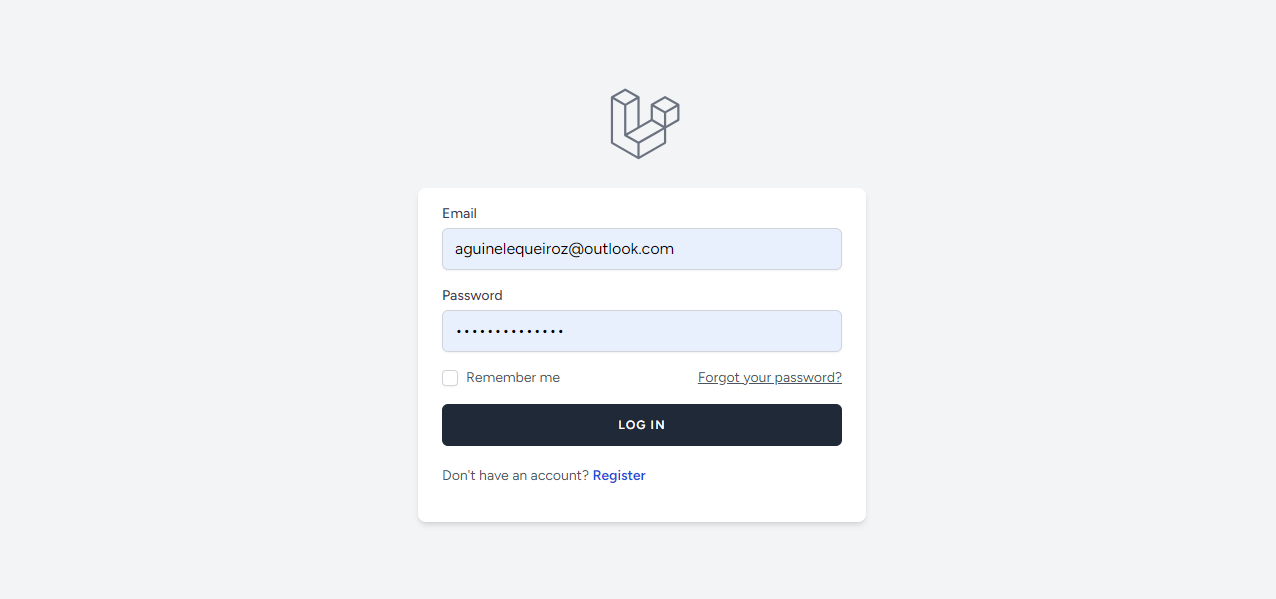 Email
aguinelequeiroz@outlook.com
Password
••••••••••••••
Remember me Forgot your password?
LOG IN
Don't have an account? Register